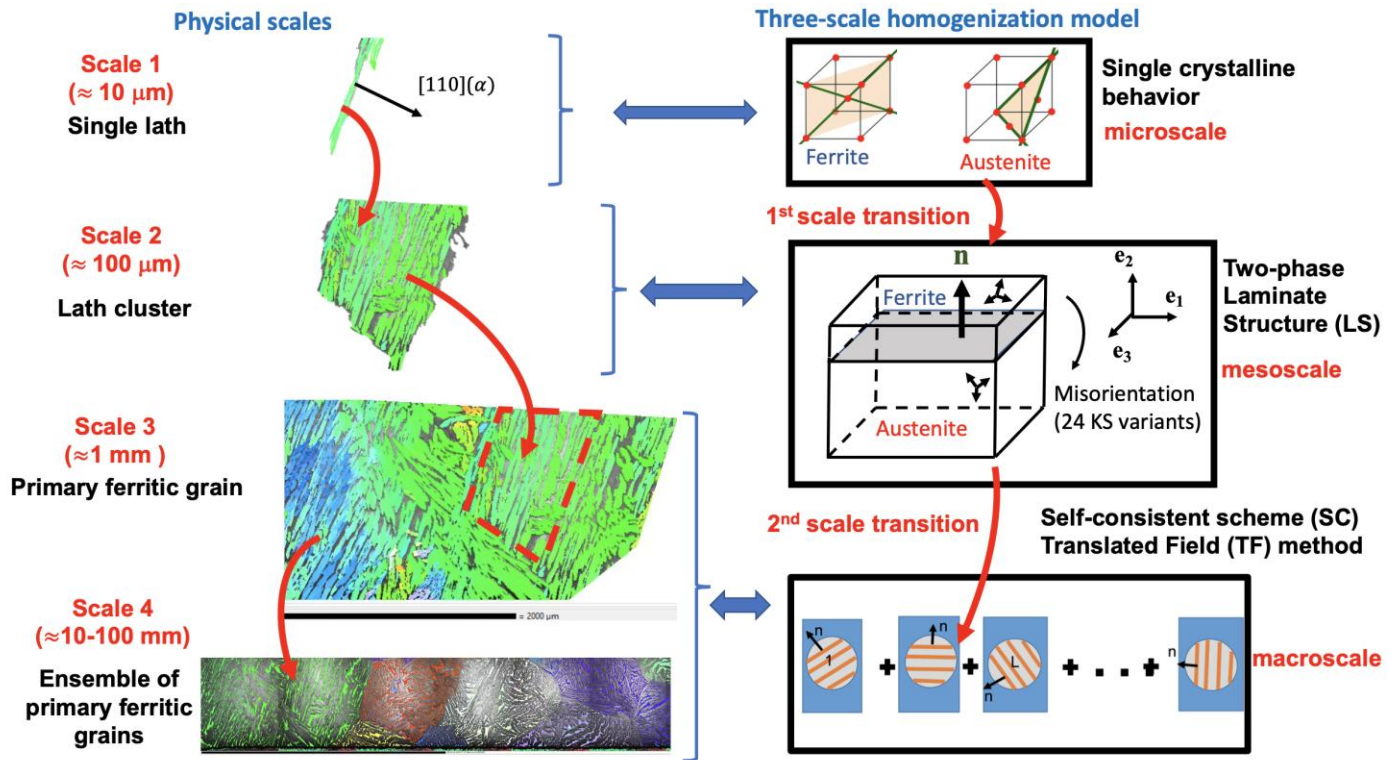 Physical scales
Three-scale homogenization model
Scale 1
(≈ 10 µm)
Single lath
[110](α)
Ferrite
Austenite
Single crystalline
behavior
microscale
1st scale transition
Scale 2
(≈ 100 µm)
Lath cluster
n
Ferrite
Austenite
e2
e1
e3
Misorientation
(24 KS variants)
Two-phase
Laminate
Structure (LS)
mesoscale
Scale 3
(≈1 mm )
Primary ferritic grain
= 2000 µm
2nd scale transition
Self-consistent scheme (SC)
Translated Field (TF) method
Scale 4
(≈10-100 mm)
Ensemble of
primary ferritic
grains
n
1
+
n
+
L
n
+ . . . +
n
macroscale